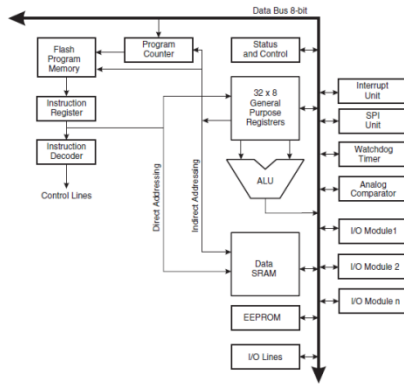 Data Bus 8-bit
Flash
Program
Memory
Program
Counter
Status
and Control
Instruction
Register
32 x 8
General
Purpose
Registrers
Instruction
Decoder
Control Lines
Direct Addressing
Indirect Addressing
ALU
Interrupt
Unit
SPI
Unit
Watchdog
Timer
Analog
Comparator
I/O Module1
Data
SRAM
I/O Module 2
I/O Module n
EEPROM
I/O Lines